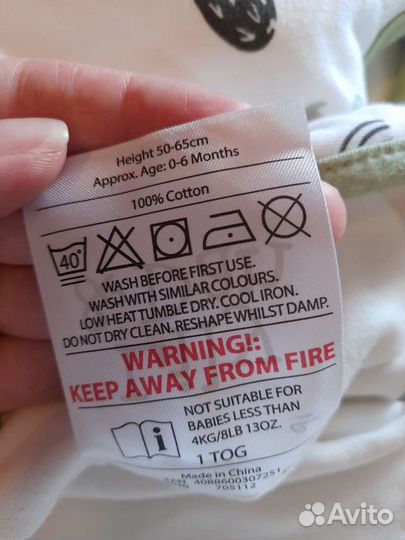 Height 50-65cm
Approx. Age: 0-6 Months
100% Cotton
40°
WASH BEFORE FIRST USE.
WASH WITH SIMILAR COLOURS.
LOW HEAT TUMBLE DRY. COOL IRON.
DO NOT DRY CLEAN. RESHAPE WHILST DAMP.
WARNING!:
KEEP AWAY FROM FIRE
NOT SUITABLE FOR
BABIES LESS THAN
4KG/8LB 13OZ.
1 TOG
Made in China
4088600307251
705112
Avito